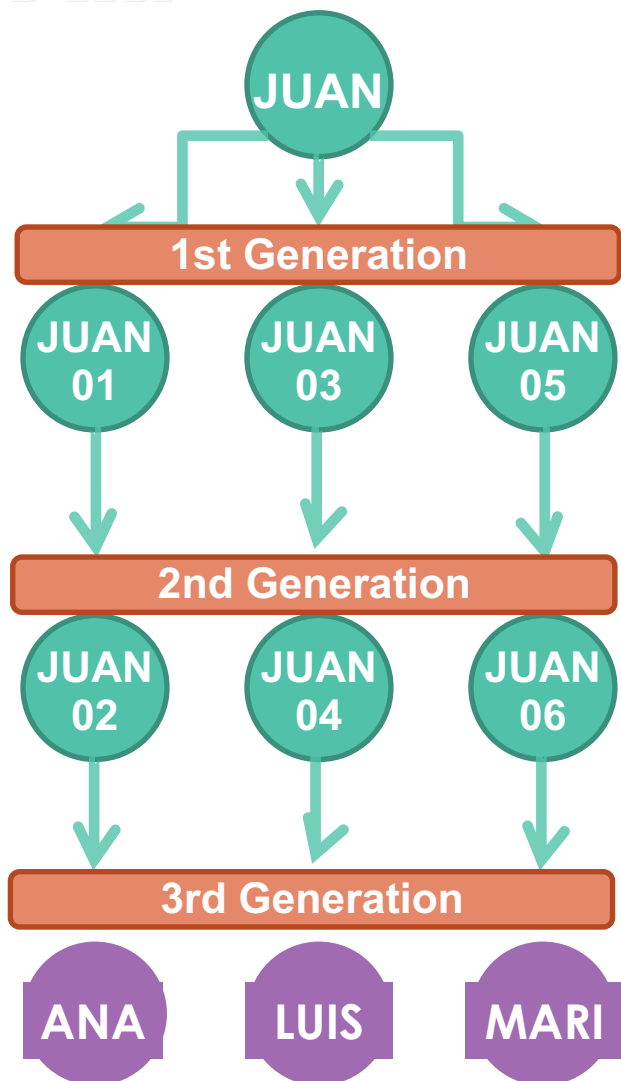 JUAN
1st Generation
JUAN
01
JUAN
03
JUAN
05
2nd Generation
JUAN
02
JUAN
04
JUAN
06
3rd Generation
ANA
LUIS
MARI